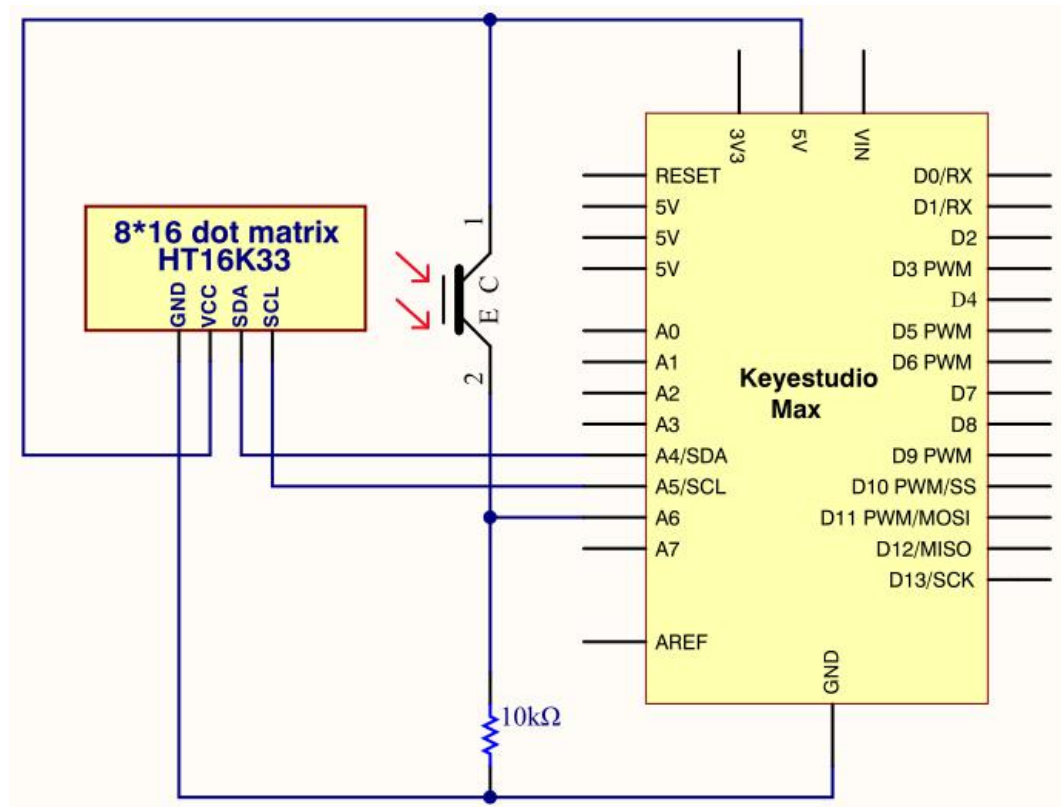 3V3
5V
VIN
RESET
5V
5V
5V
A0
A1
A2
A3
A4/SDA
A5/SCL
A6
A7
AREF
Keyestudio
Max
D0/RX
D1/RX
D2
D3 PWM
D4
D5 PWM
D6 PWM
D7
D8
D9 PWM
D10 PWM/SS
D11 PWM/MOSI
D12/MISO
D13/SCK
GND
8*16 dot matrix
HT16K33
GND
VCC
SDA
SCL
1
C
E
2
10kΩ